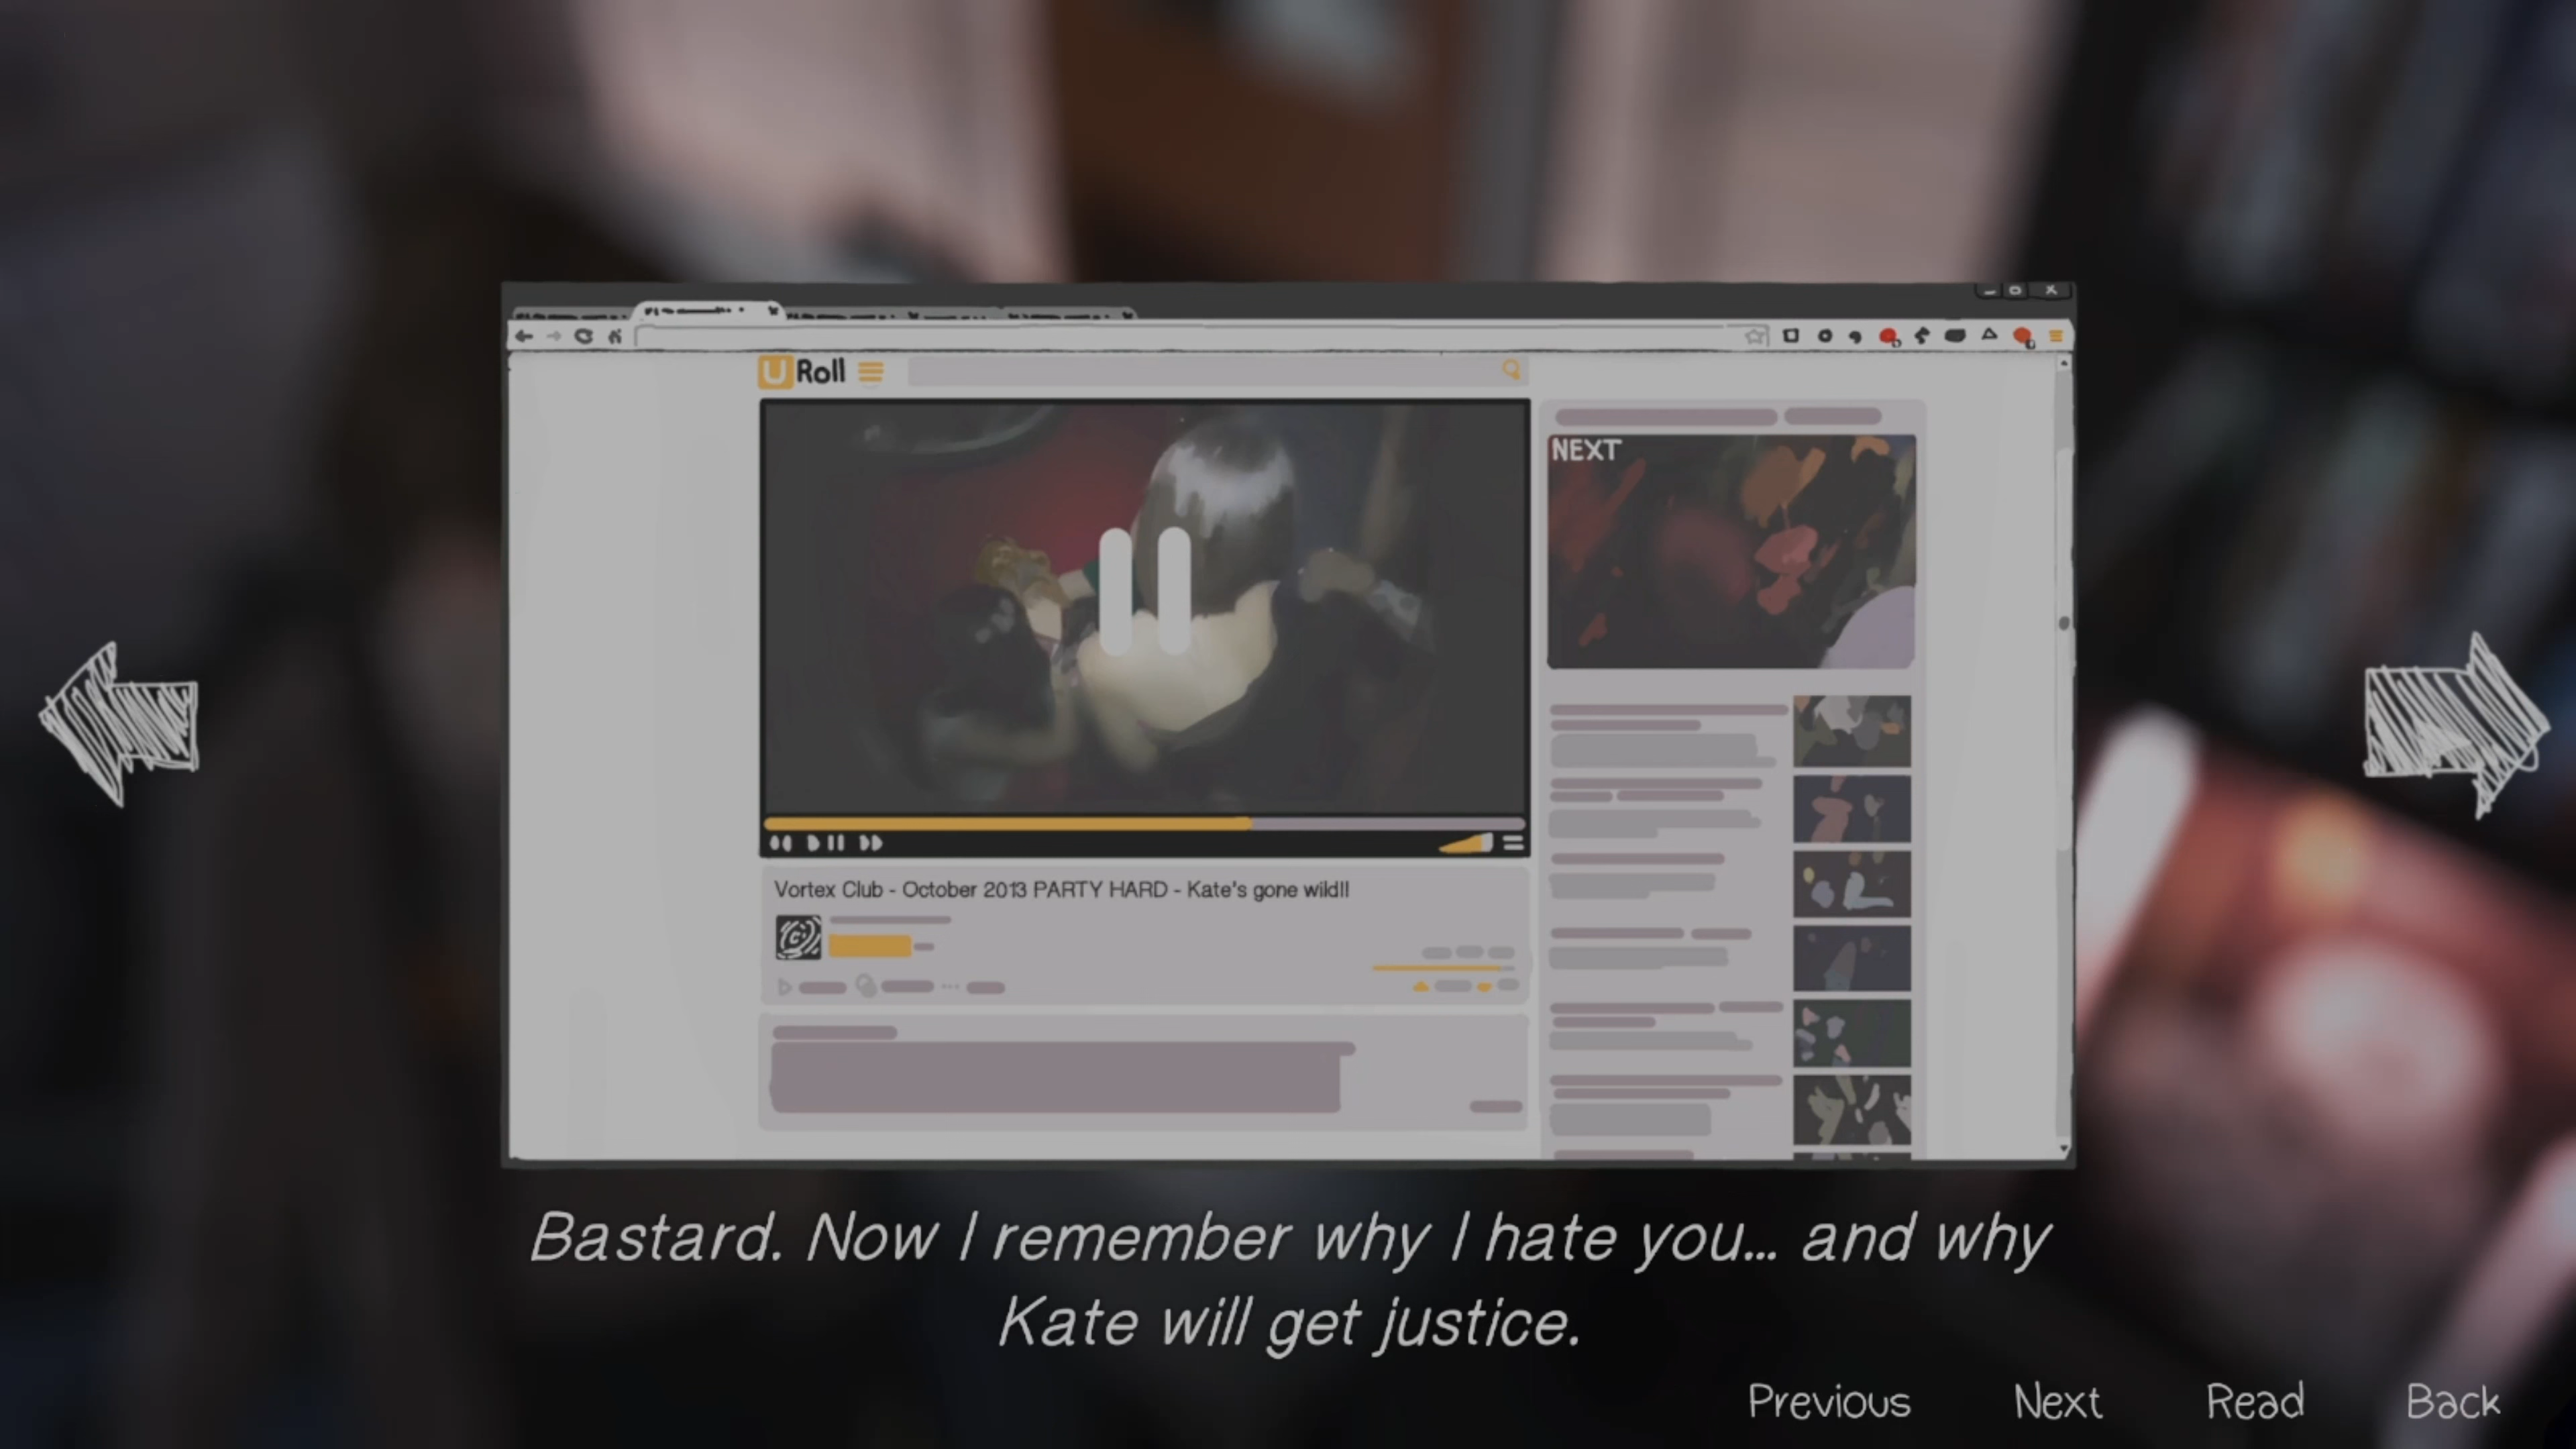 U Roll
NEXT
Vortex Club - October 2013 PARTY HARD - Kate's gone wild!!
Bastard. Now I remember why I hate you... and why
Kate will get justice.
Previous Next Read Back